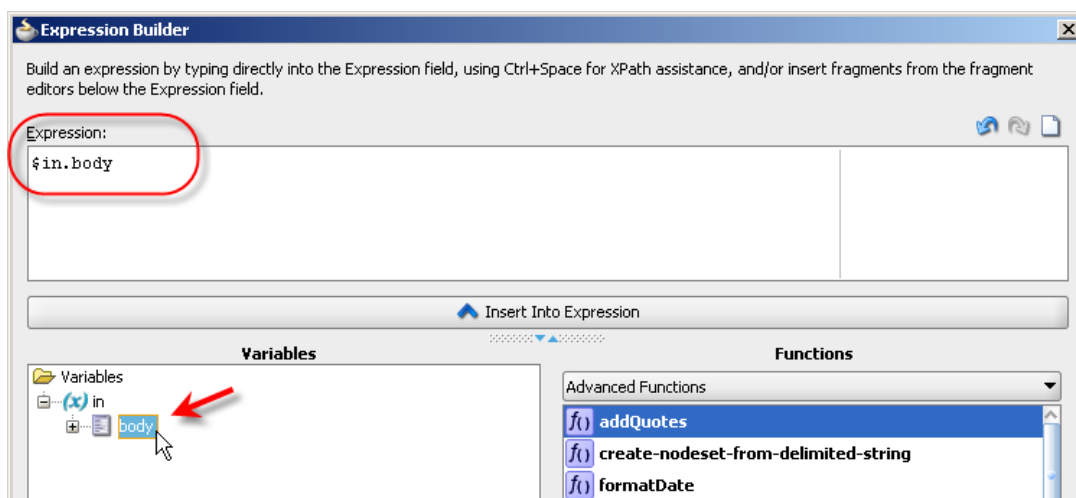 Expression Builder
Build an expression by typing directly into the Expression field, using Ctrl+Space for XPath assistance, and/or insert fragments from the fragment
editors below the Expression field.
Expression:
$in.body
Insert Into Expression
Variables
Functions
Variables
(x) in
body
Advanced Functions
f() addQuotes
f() create-nodeset-from-delimited-string
f() formatDate